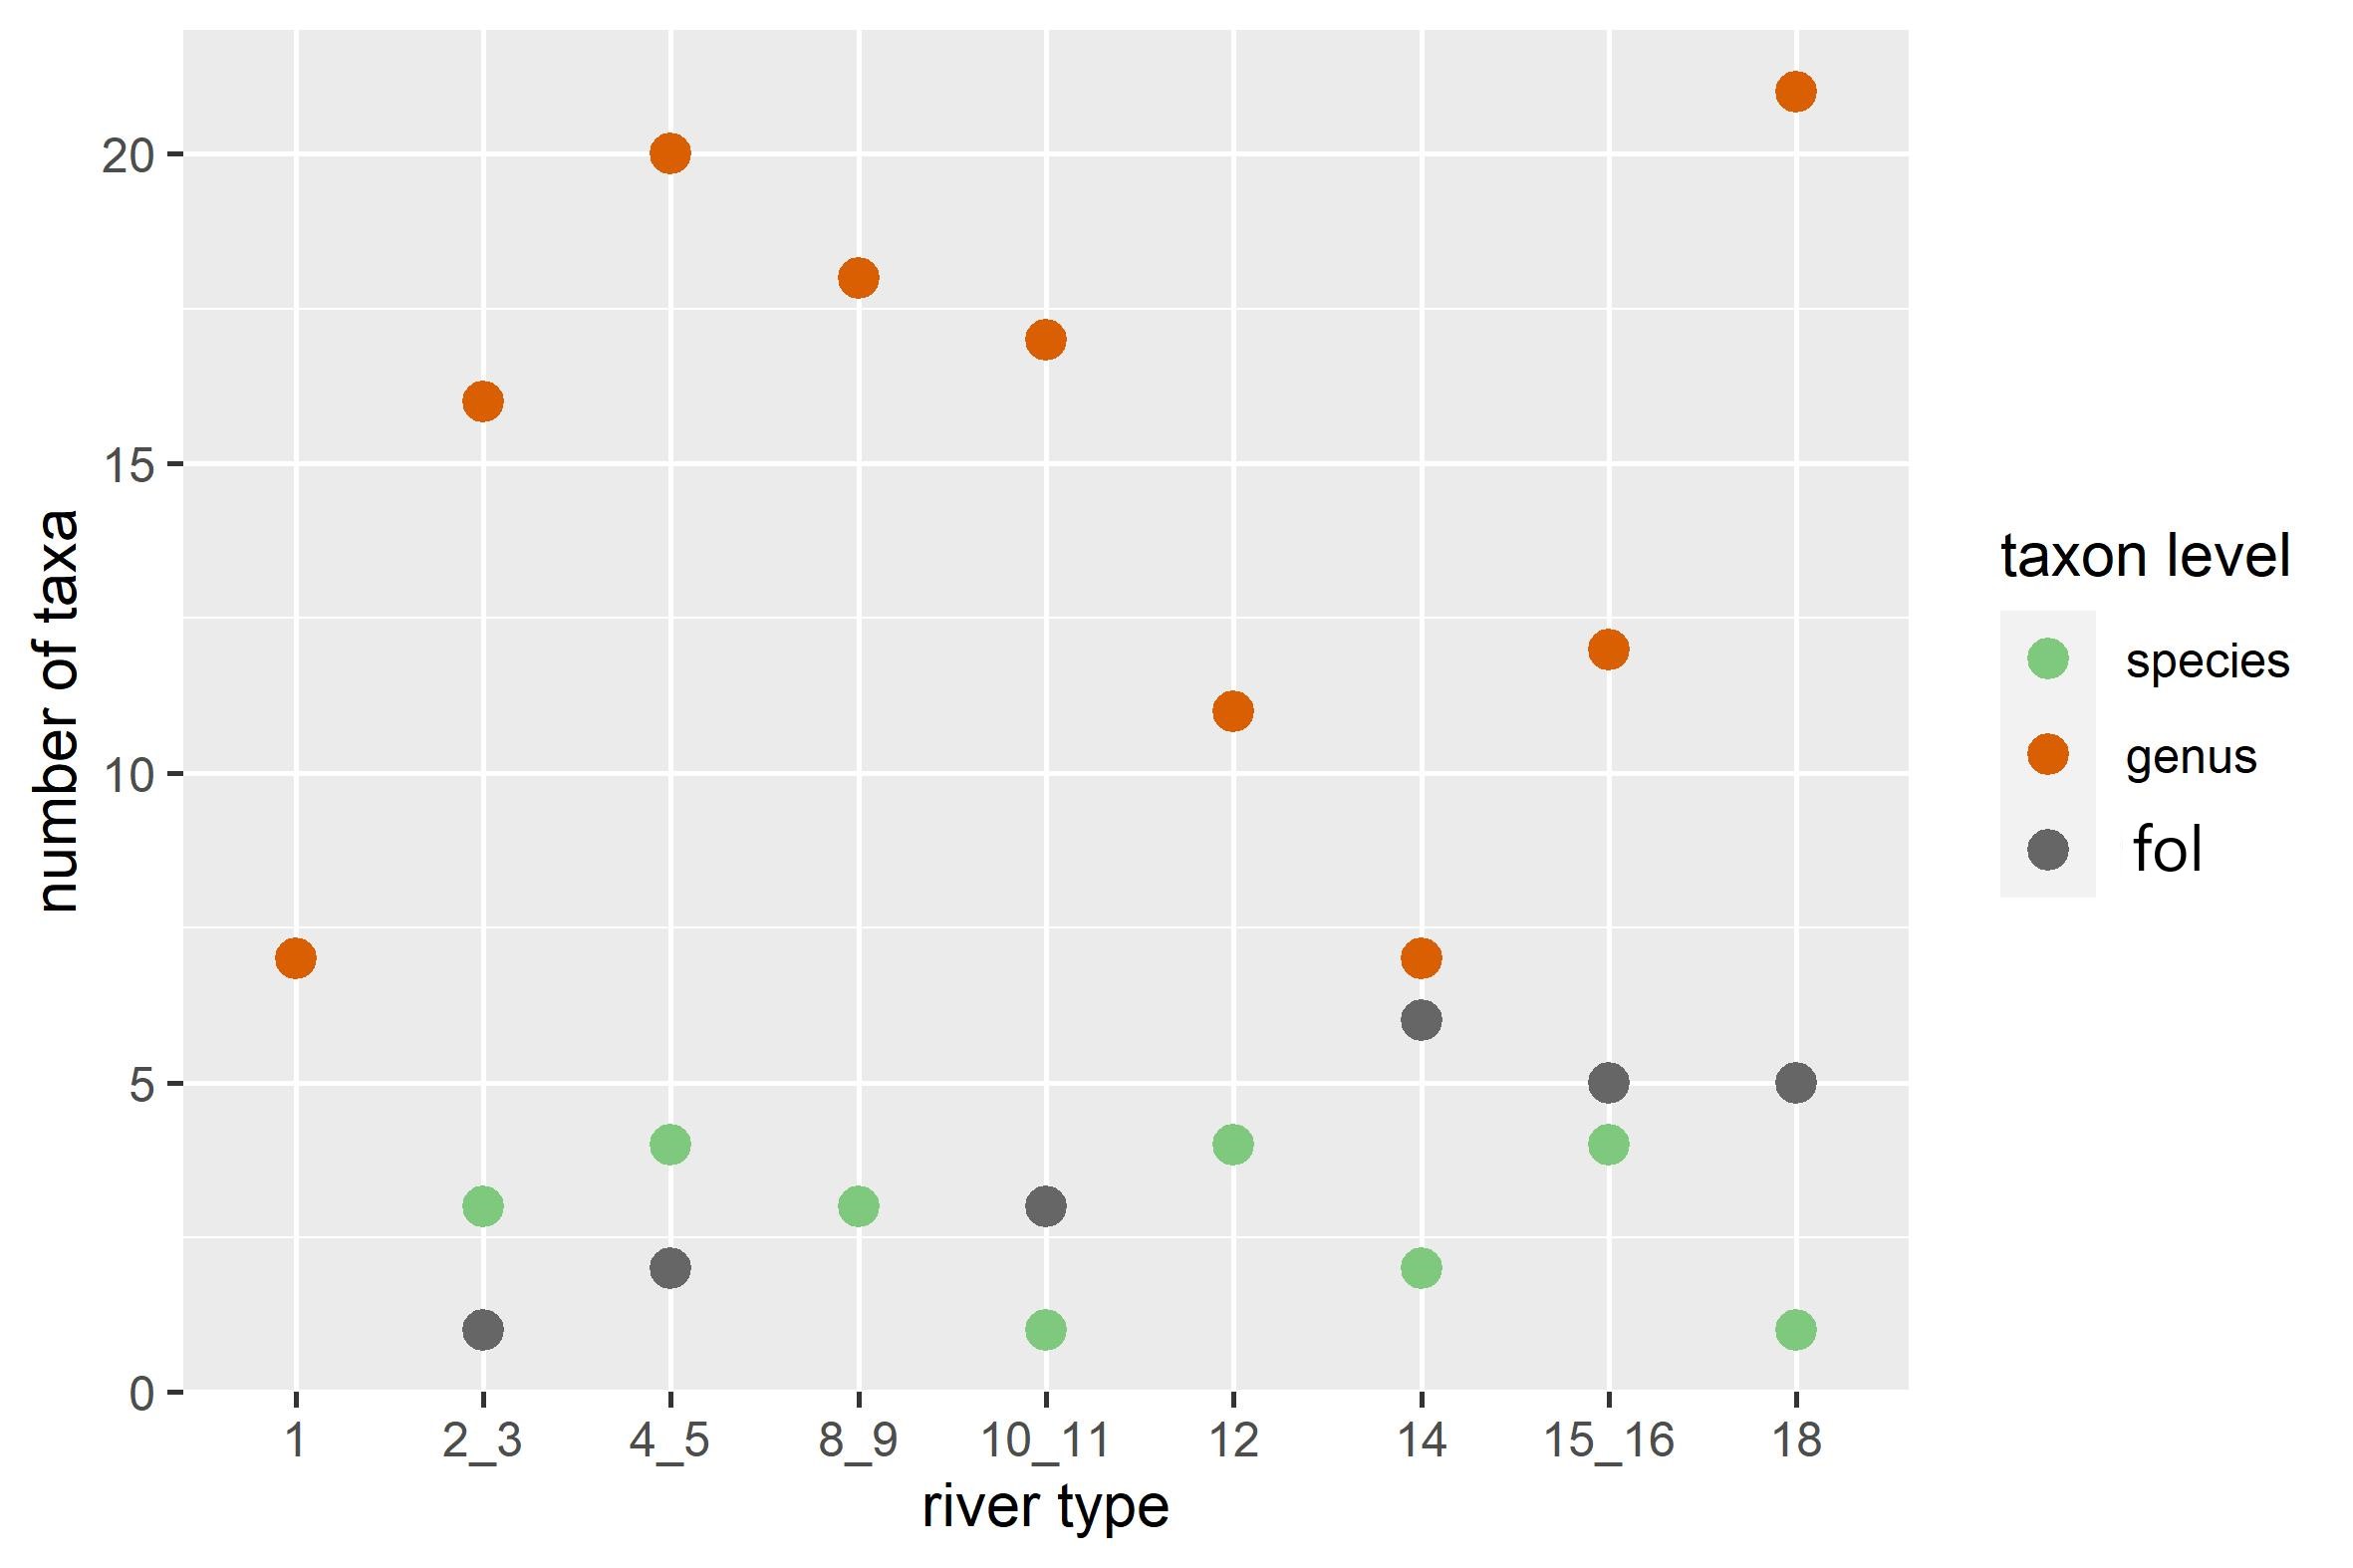 number of taxa
20
15
10
5
0
1 2_3 4_5 8_9 10_11 12 14 15_16 18
river type
taxon level
species
genus
fol